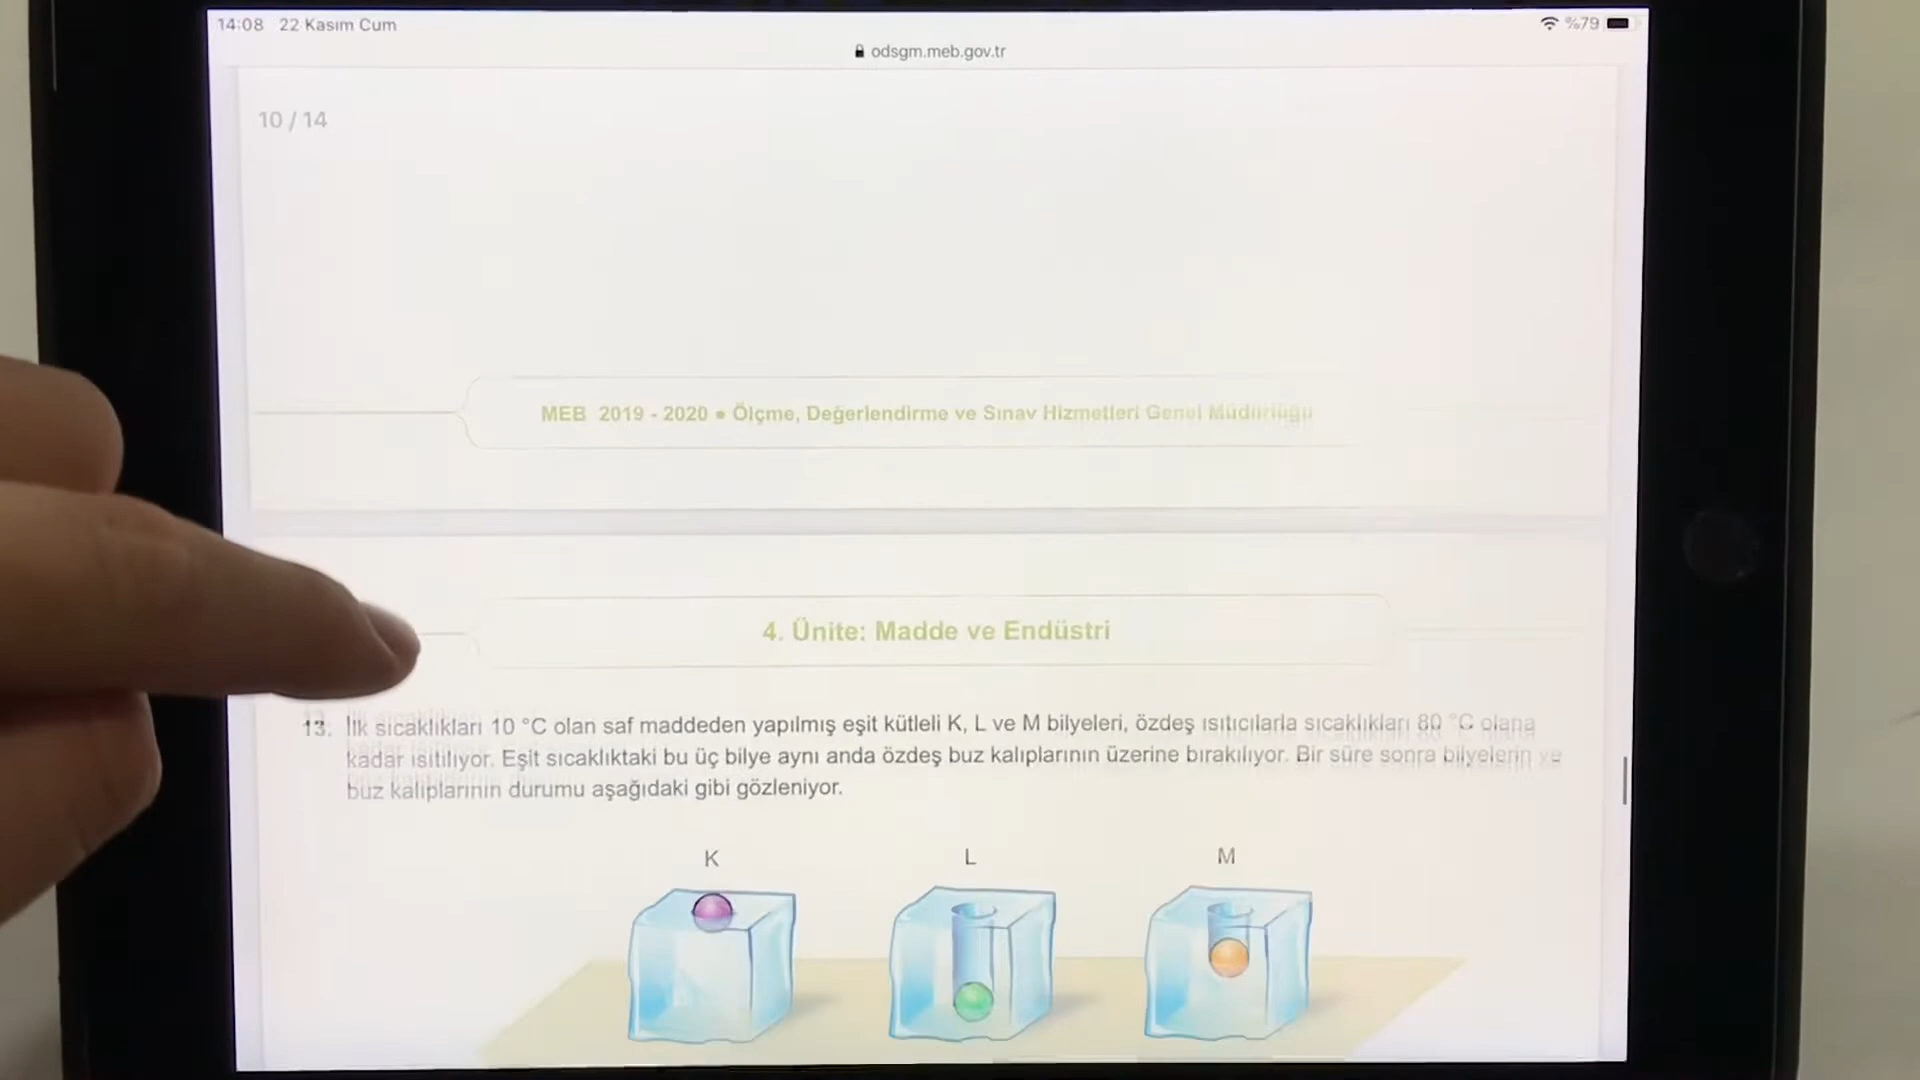 14:08 22 Kasım Cum
%79
odsgm.meb.gov.tr
10 / 14
MEB 2019 - 2020 • Ölçme, Değerlendirme ve Sınav Hizmetleri Genel Müdürlüğü
4. Ünite: Madde ve Endüstri
13. İlk sıcaklıkları 10 °C olan saf maddeden yapılmış eşit kütleli K, L ve M bilyeleri, özdeş ısıtıcılarla sıcaklıkları 80 °C olana
kadar ısıtılıyor. Eşit sıcaklıktaki bu üç bilye aynı anda özdeş buz kalıplarının üzerine bırakılıyor. Bir süre sonra bilyelerin ve
buz kalıplarının durumu aşağıdaki gibi gözleniyor.
K L M